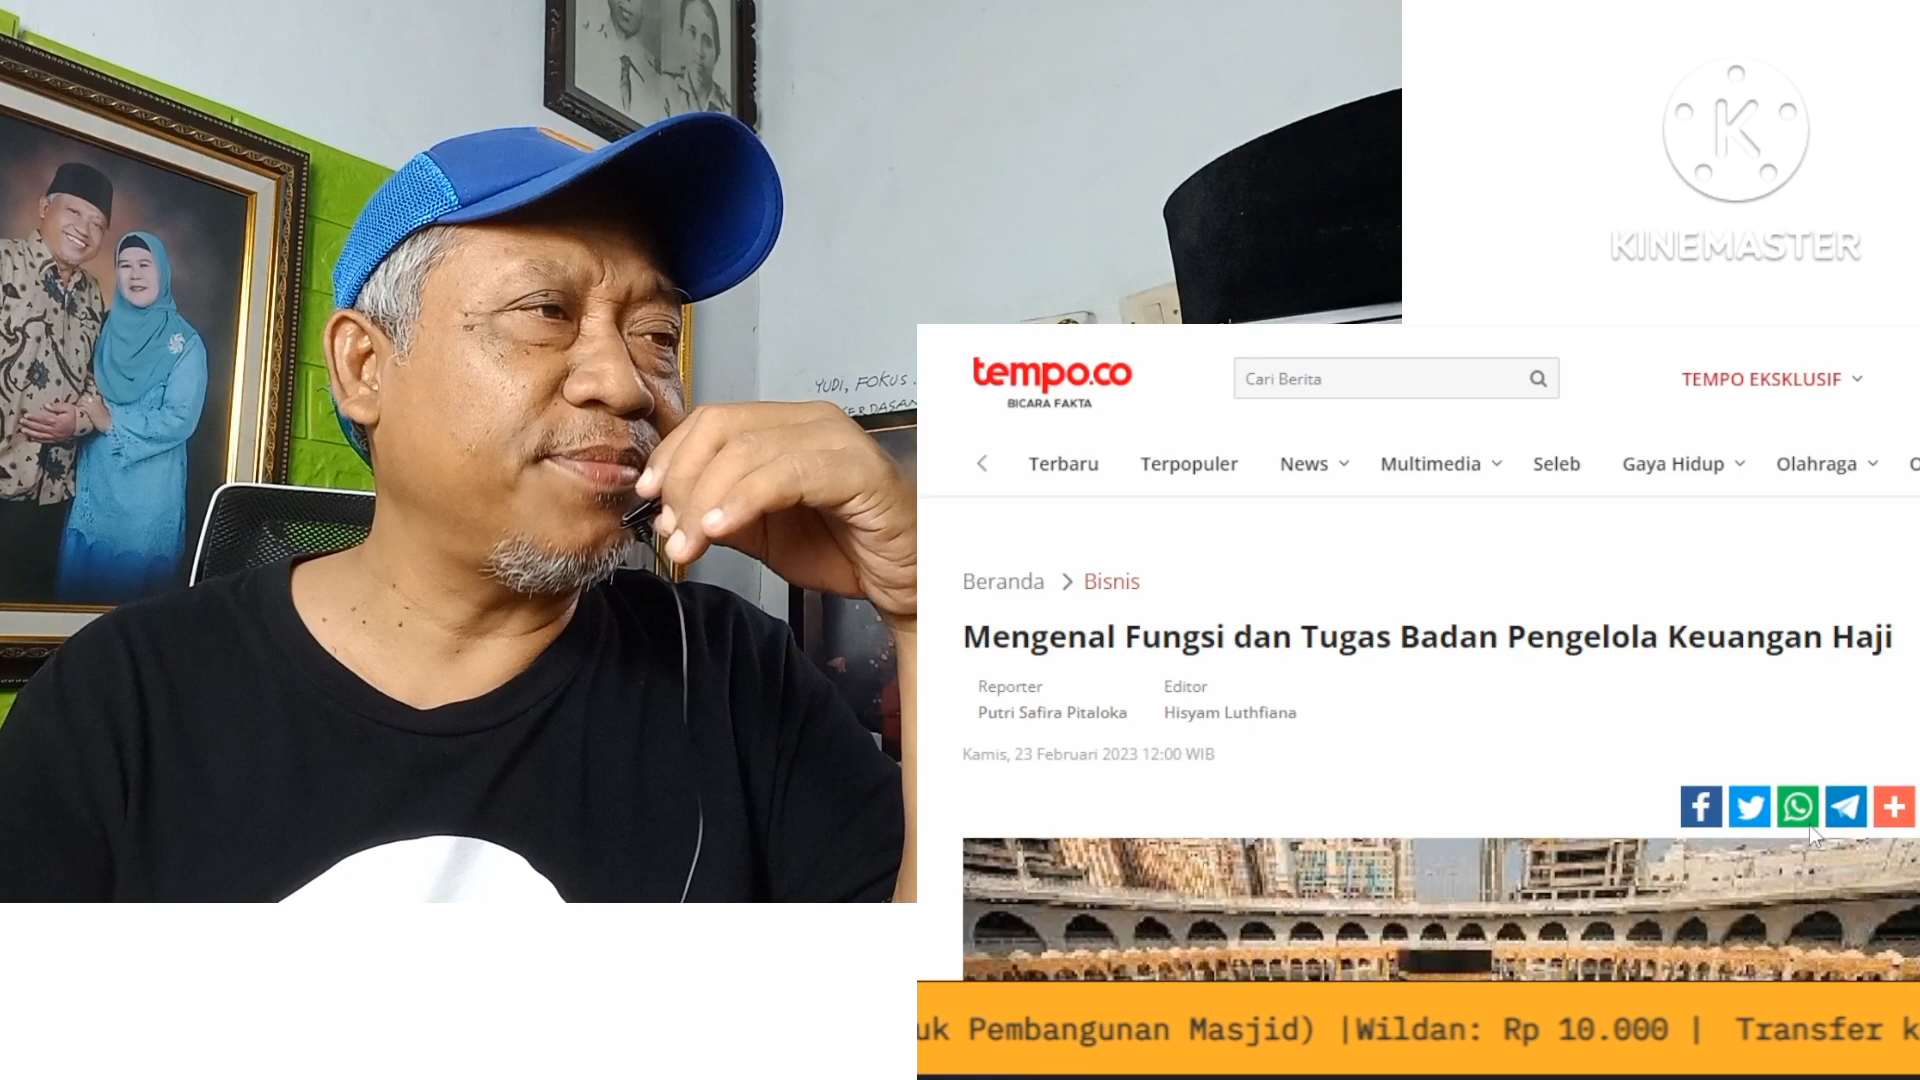 KINEMASTER
YUDI, FOKUS.
tempo.co
BICARA FAKTA
Cari Berita
TEMPO EKSKLUSIF
Terbaru Terpopuler News Multimedia Seleb Gaya Hidup Olahraga
Beranda > Bisnis
Mengenal Fungsi dan Tugas Badan Pengelola Keuangan Haji
Reporter Editor
Putri Safira Pitaloka Hisyam Luthfiana
Kamis, 23 Februari 2023 12:00 WIB
uk Pembangunan Masjid) |Wildan: Rp 10.000 | Transfer k